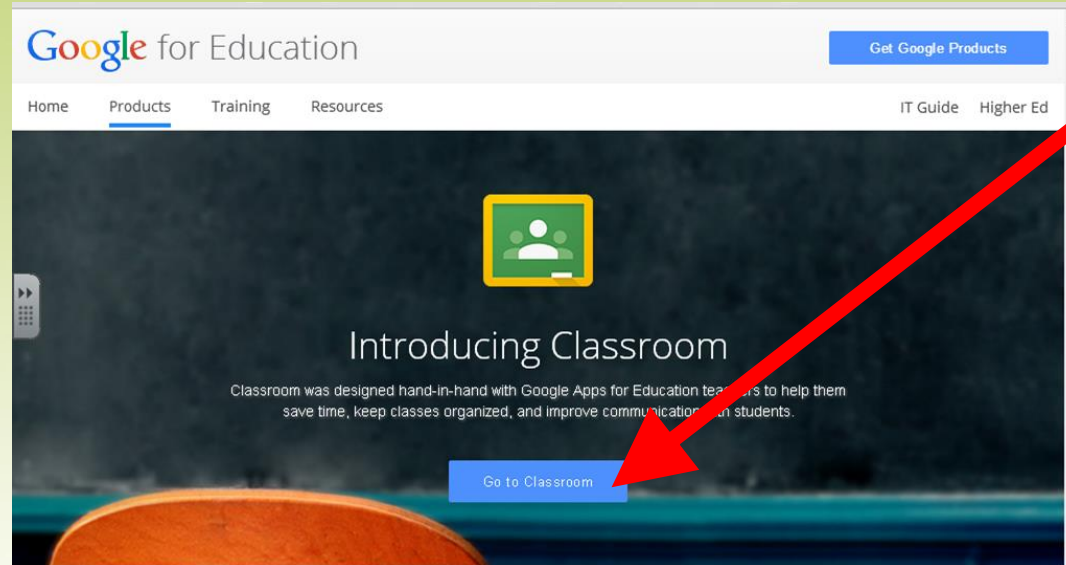 Google for Education
Get Google Products
Home Products Training Resources IT Guide Higher Ed
Introducing Classroom
Classroom was designed hand-in-hand with Google Apps for Education to help them
save time, keep classes organized, and improve communication students.
Go to Classroom